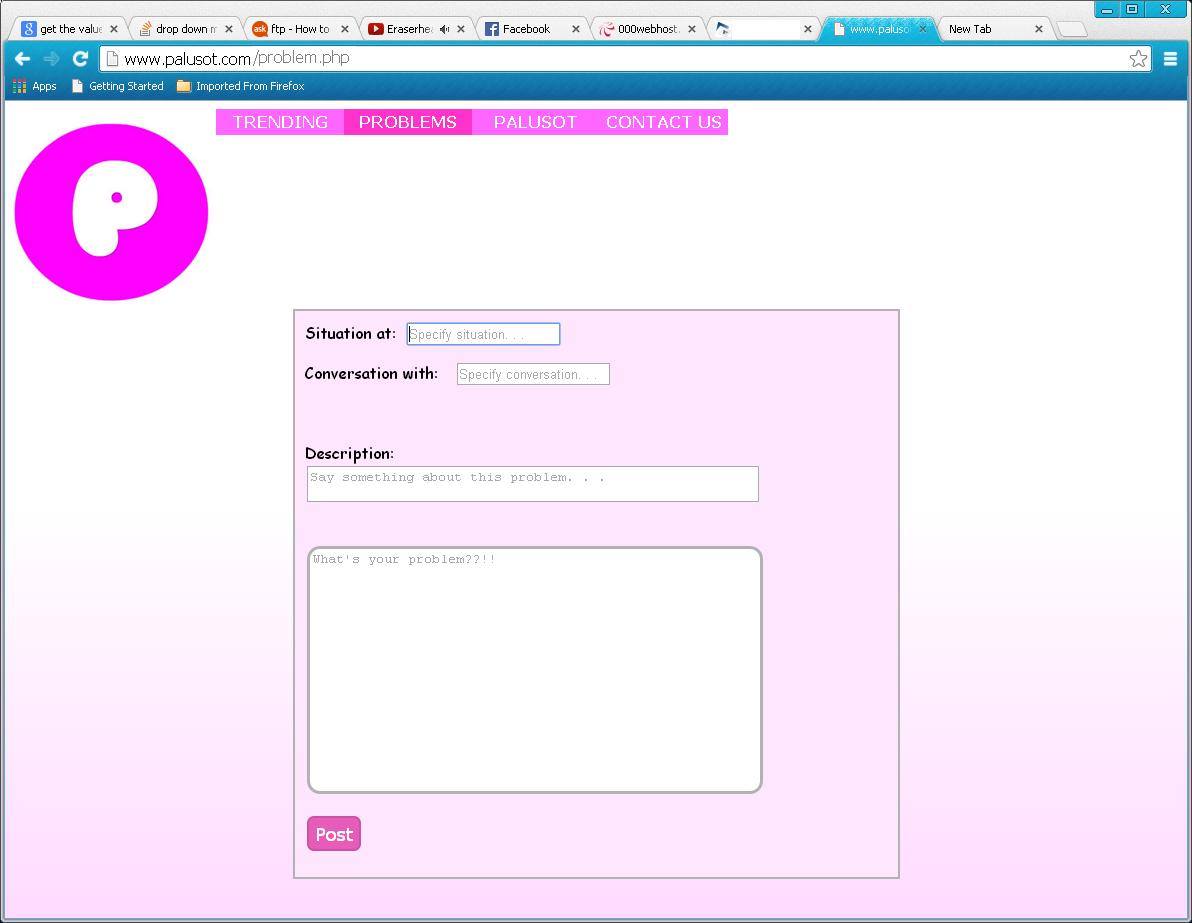 get the value
drop down m
ftp - How to
Eraserhe
Facebook
000webhost.
www.palusot
New Tab
www.palusot.com/problem.php
Apps
Getting Started
Imported From Firefox
TRENDING PROBLEMS PALUSOT CONTACT US
P
Situation at: Specify situation. . .
Conversation with: Specify conversation. . .
Description:
Say something about this problem. . .
What's your problem??!!
Post